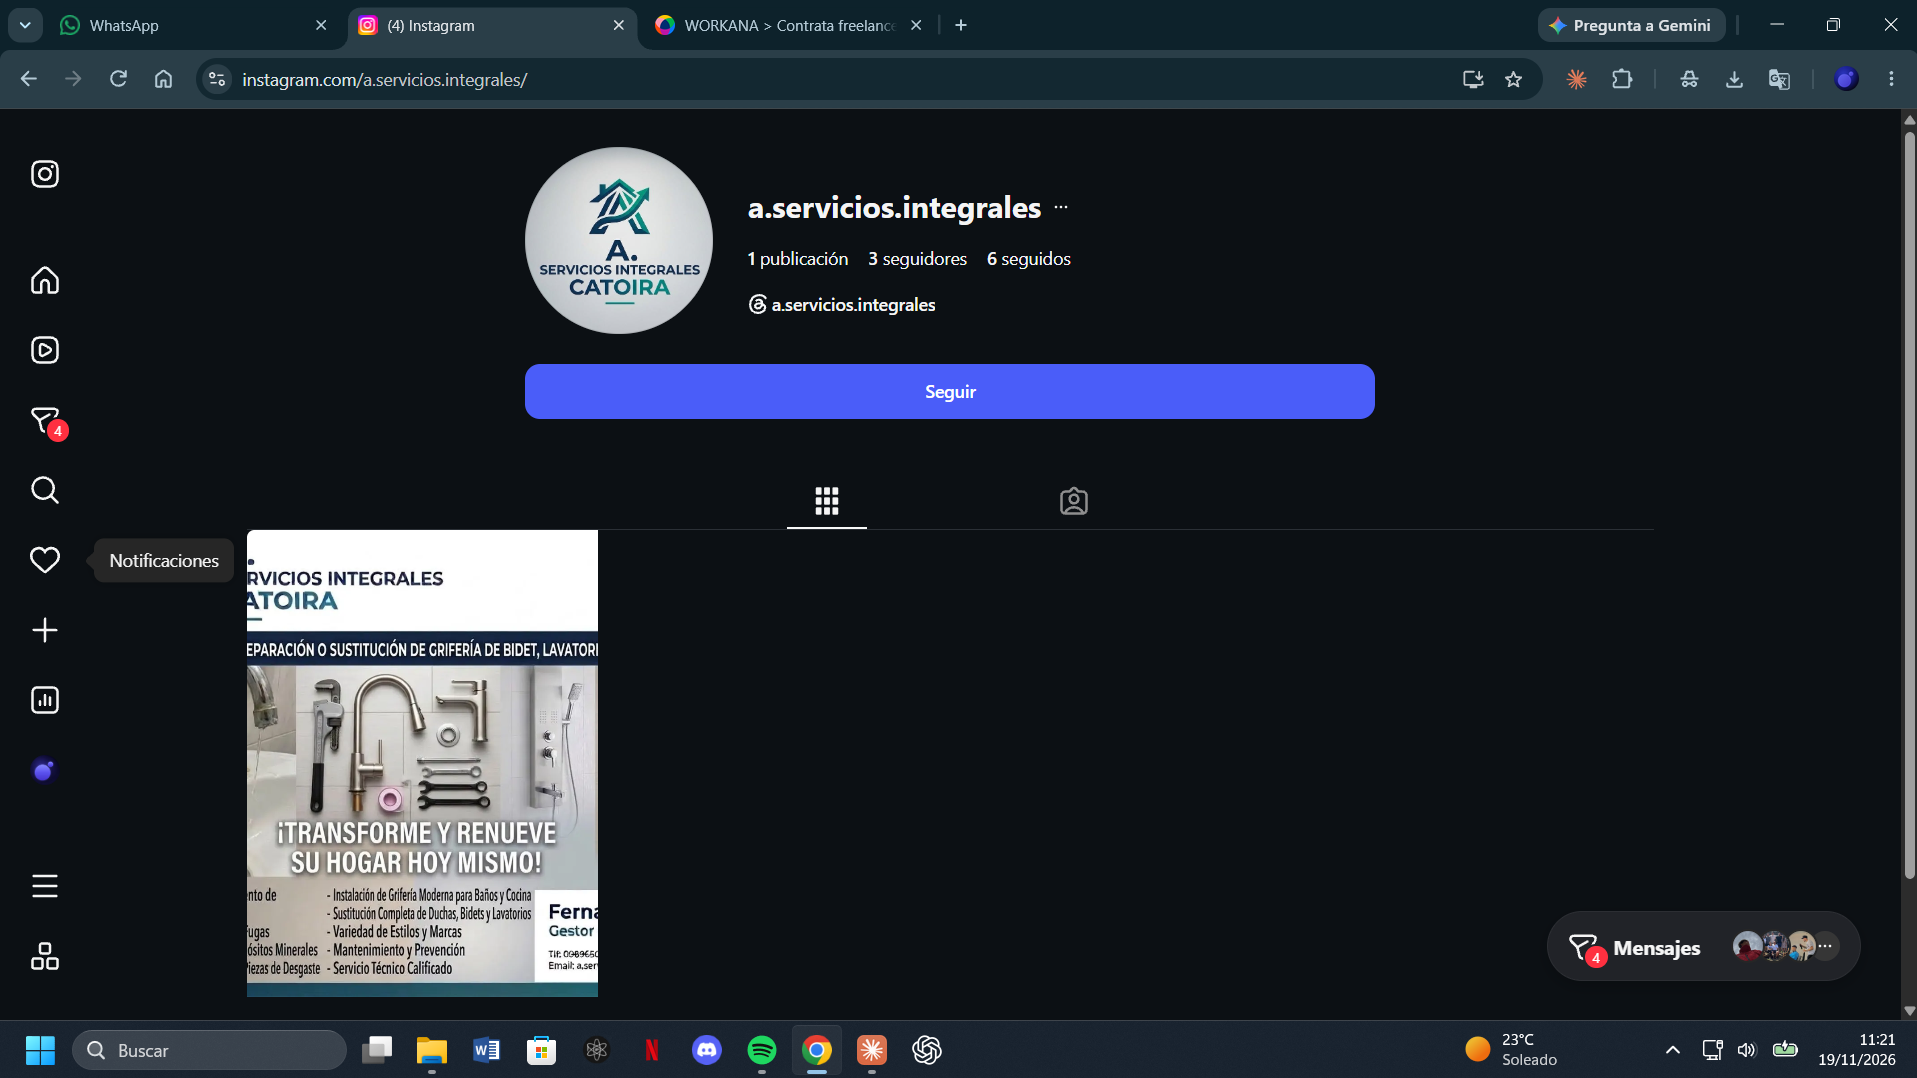 WhatsApp
(4) Instagram
WORKANA > Contrata freelance
Pregunta a Gemini
instagram.com/a.servicios.integrales/
A.
SERVICIOS INTEGRALES
CATOIRA
a.servicios.integrales
1 publicación 3 seguidores 6 seguidos
a.servicios.integrales
Seguir
4
Notificaciones
RVICIOS INTEGRALES
ATOIRA
EPARACIÓN O SUSTITUCIÓN DE GRIFERÍA DE BIDET, LAVATORI
¡TRANSFORME Y RENUEVE
SU HOGAR HOY MISMO!
nto de
- Instalación de Grifería Moderna para Baños y Cocina
- Sustitución Completa de Duchas, Bidets y Lavatorios
ugas
- Variedad de Estilos y Marcas
ósitos Minerales
- Mantenimiento y Prevención
iezas de Desgaste
- Servicio Técnico Calificado
Ferna
Gestor
Email: a.ser
4
Mensajes
Buscar
23°C
Soleado
11:21
19/11/2026